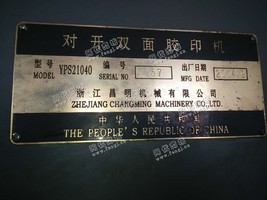 对开双面胶印机
型号 编号 出厂日期
MODEL YPS21040 SERIAL NO MFG DATE
浙江昌明机械有限公司
ZHEJIANG CHANGMING MACHINERY CO.,LTD.
中华人民共和国
THE PEOPLE'S REPUBLIC OF CHINA